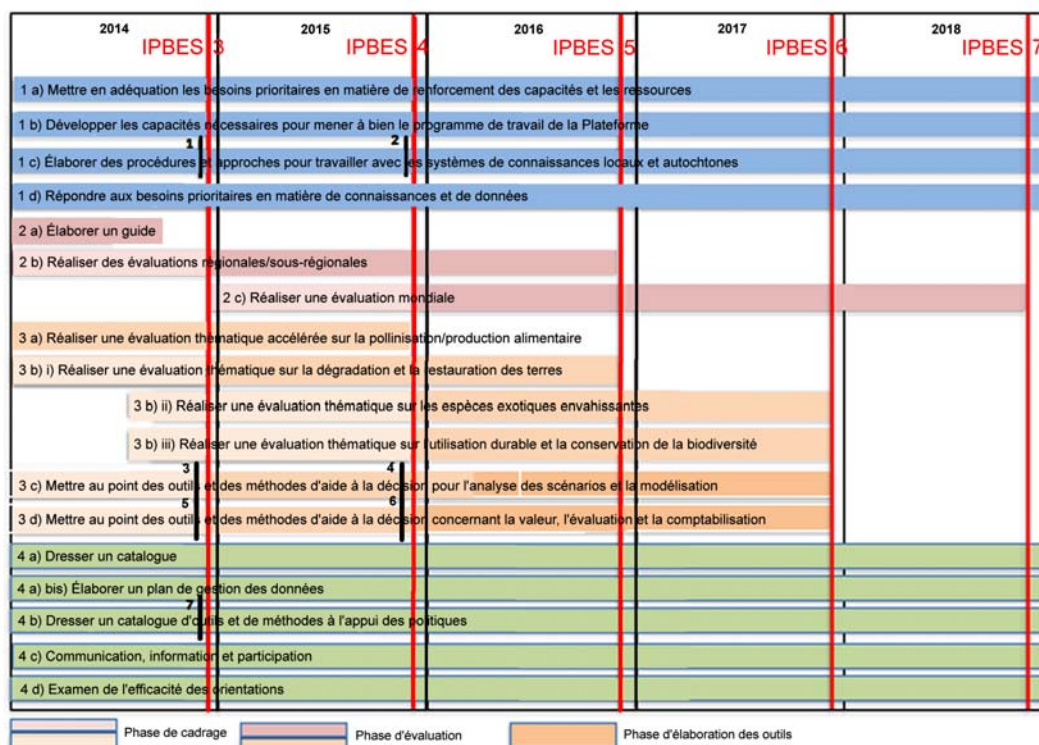 2014 2015 2016 2017 2018
IPBES 3 IPBES 4 IPBES 5 IPBES 6 IPBES 7
1 a) Mettre en adéquation les besoins prioritaires en matière de renforcement des capacités et les ressources
1 b) Développer les capacités nécessaires pour mener à bien le programme de travail de la Plateforme
1 2
1 c) Élaborer des procédures et approches pour travailler avec les systèmes de connaissances locaux et autochtones
1 d) Répondre aux besoins prioritaires en matière de connaissances et de données
2 a) Élaborer un guide
2 b) Réaliser des évaluations régionales/sous-régionales
2 c) Réaliser une évaluation mondiale
3 a) Réaliser une évaluation thématique accélérée sur la pollinisation/production alimentaire
3 b) i) Réaliser une évaluation thématique sur la dégradation et la restauration des terres
3 b) ii) Réaliser une évaluation thématique sur les espèces exotiques envahissantes
3 b) iii) Réaliser une évaluation thématique sur l'utilisation durable et la conservation de la biodiversité
3 4
3 c) Mettre au point des outils et des méthodes d'aide à la décision pour l'analyse des scénarios et la modélisation
5 6
3 d) Mettre au point des outils et des méthodes d'aide à la décision concernant la valeur, l'évaluation et la comptabilisation
4 a) Dresser un catalogue
4 a) bis) Élaborer un plan de gestion des données
7
4 b) Dresser un catalogue d'outils et de méthodes à l'appui des politiques
4 c) Communication, information et participation
4 d) Examen de l'efficacité des orientations
Phase de cadrage Phase d'évaluation Phase d'élaboration des outils